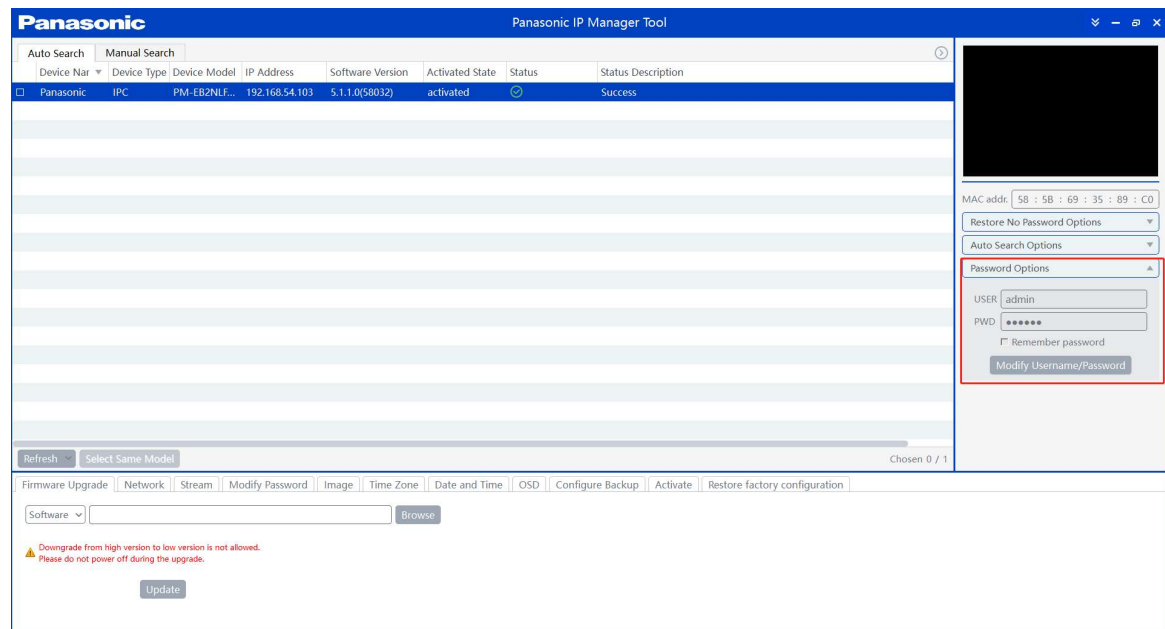 Panasonic
Panasonic IP Manager Tool
Auto Search Manual Search
Device Nar Device Type Device Model IP Address Software Version Activated State Status Status Description
Panasonic IPC PM-EB2NLF... 192.168.54.103 5.1.1.0(58032) activated Success
MAC addr. 58 : 5B : 69 : 35 : 89 : C0
Restore No Password Options
Auto Search Options
Password Options
USER admin
PWD ●●●●●●
Remember password
Modify Username/Password
Refresh Select Same Model Chosen 0 / 1
Firmware Upgrade Network Stream Modify Password Image Time Zone Date and Time OSD Configure Backup Activate Restore factory configuration
Software Browse
Downgrade from high version to low version is not allowed.
Please do not power off during the upgrade.
Update